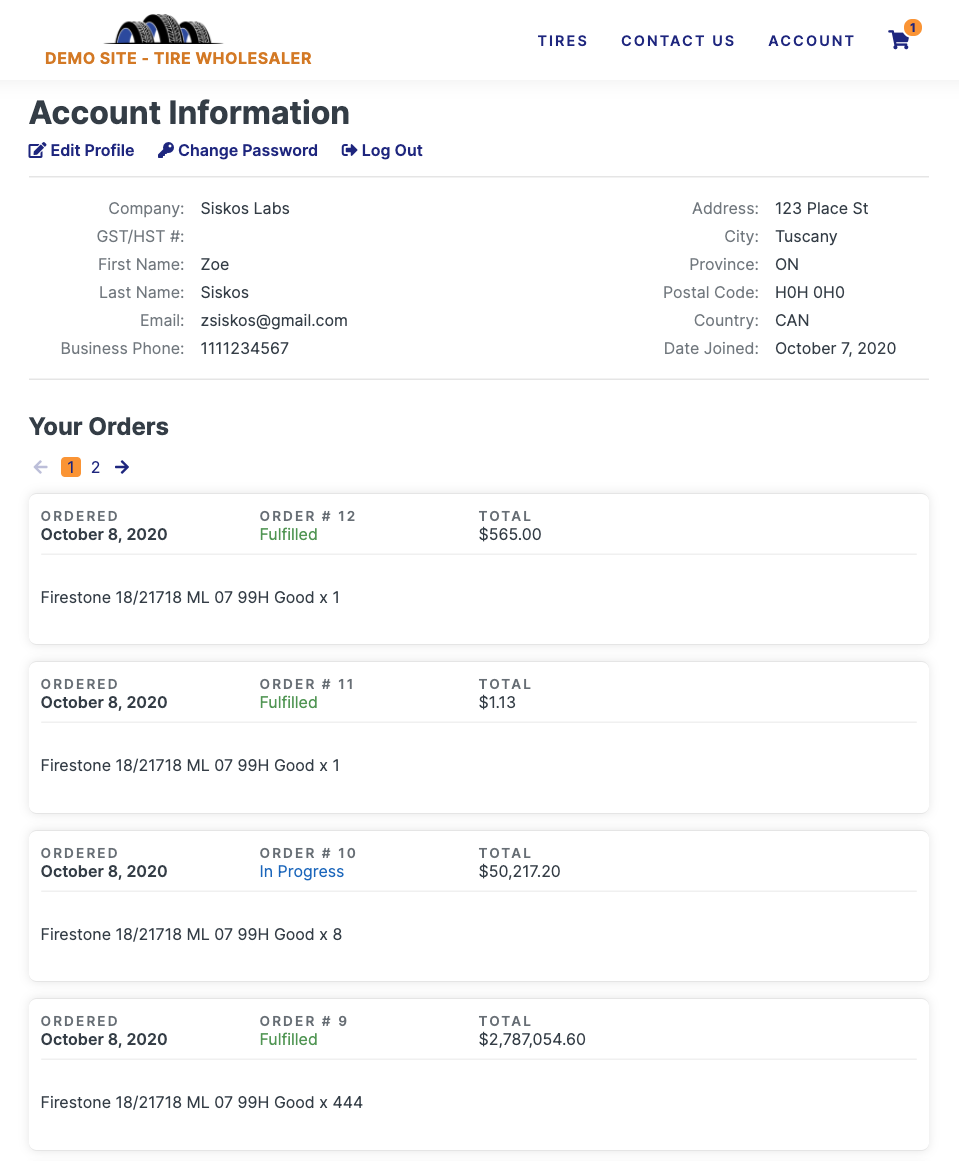 DEMO SITE - TIRE WHOLESALER
TIRES CONTACT US ACCOUNT 1
Account Information
Edit Profile Change Password Log Out
Company: Siskos Labs
GST/HST #:
First Name: Zoe
Last Name: Siskos
Email: zsiskos@gmail.com
Business Phone: 1111234567
Address: 123 Place St
City: Tuscany
Province: ON
Postal Code: H0H 0H0
Country: CAN
Date Joined: October 7, 2020
Your Orders
1 2
ORDERED ORDER # 12 TOTAL
October 8, 2020 Fulfilled $565.00
Firestone 18/21718 ML 07 99H Good x 1
ORDERED ORDER # 11 TOTAL
October 8, 2020 Fulfilled $1.13
Firestone 18/21718 ML 07 99H Good x 1
ORDERED ORDER # 10 TOTAL
October 8, 2020 In Progress $50,217.20
Firestone 18/21718 ML 07 99H Good x 8
ORDERED ORDER # 9 TOTAL
October 8, 2020 Fulfilled $2,787,054.60
Firestone 18/21718 ML 07 99H Good x 444